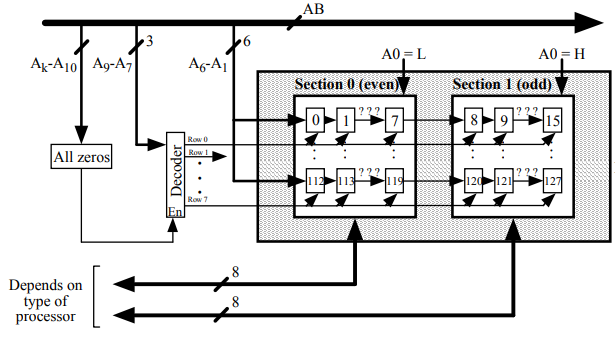 AB
3
6
Ak-A10
A9-A7
A6-A1
A0 = L
A0 = H
Section 0 (even)
Section 1 (odd)
0 1 ? ? ? 7 8 9 ? ? ? 15
All zeros
Decoder
En
Row 0
Row 1
Row 7
112 113 ? ? ? 119 120 121 ? ? ? 127
8
8
Depends on
type of
processor